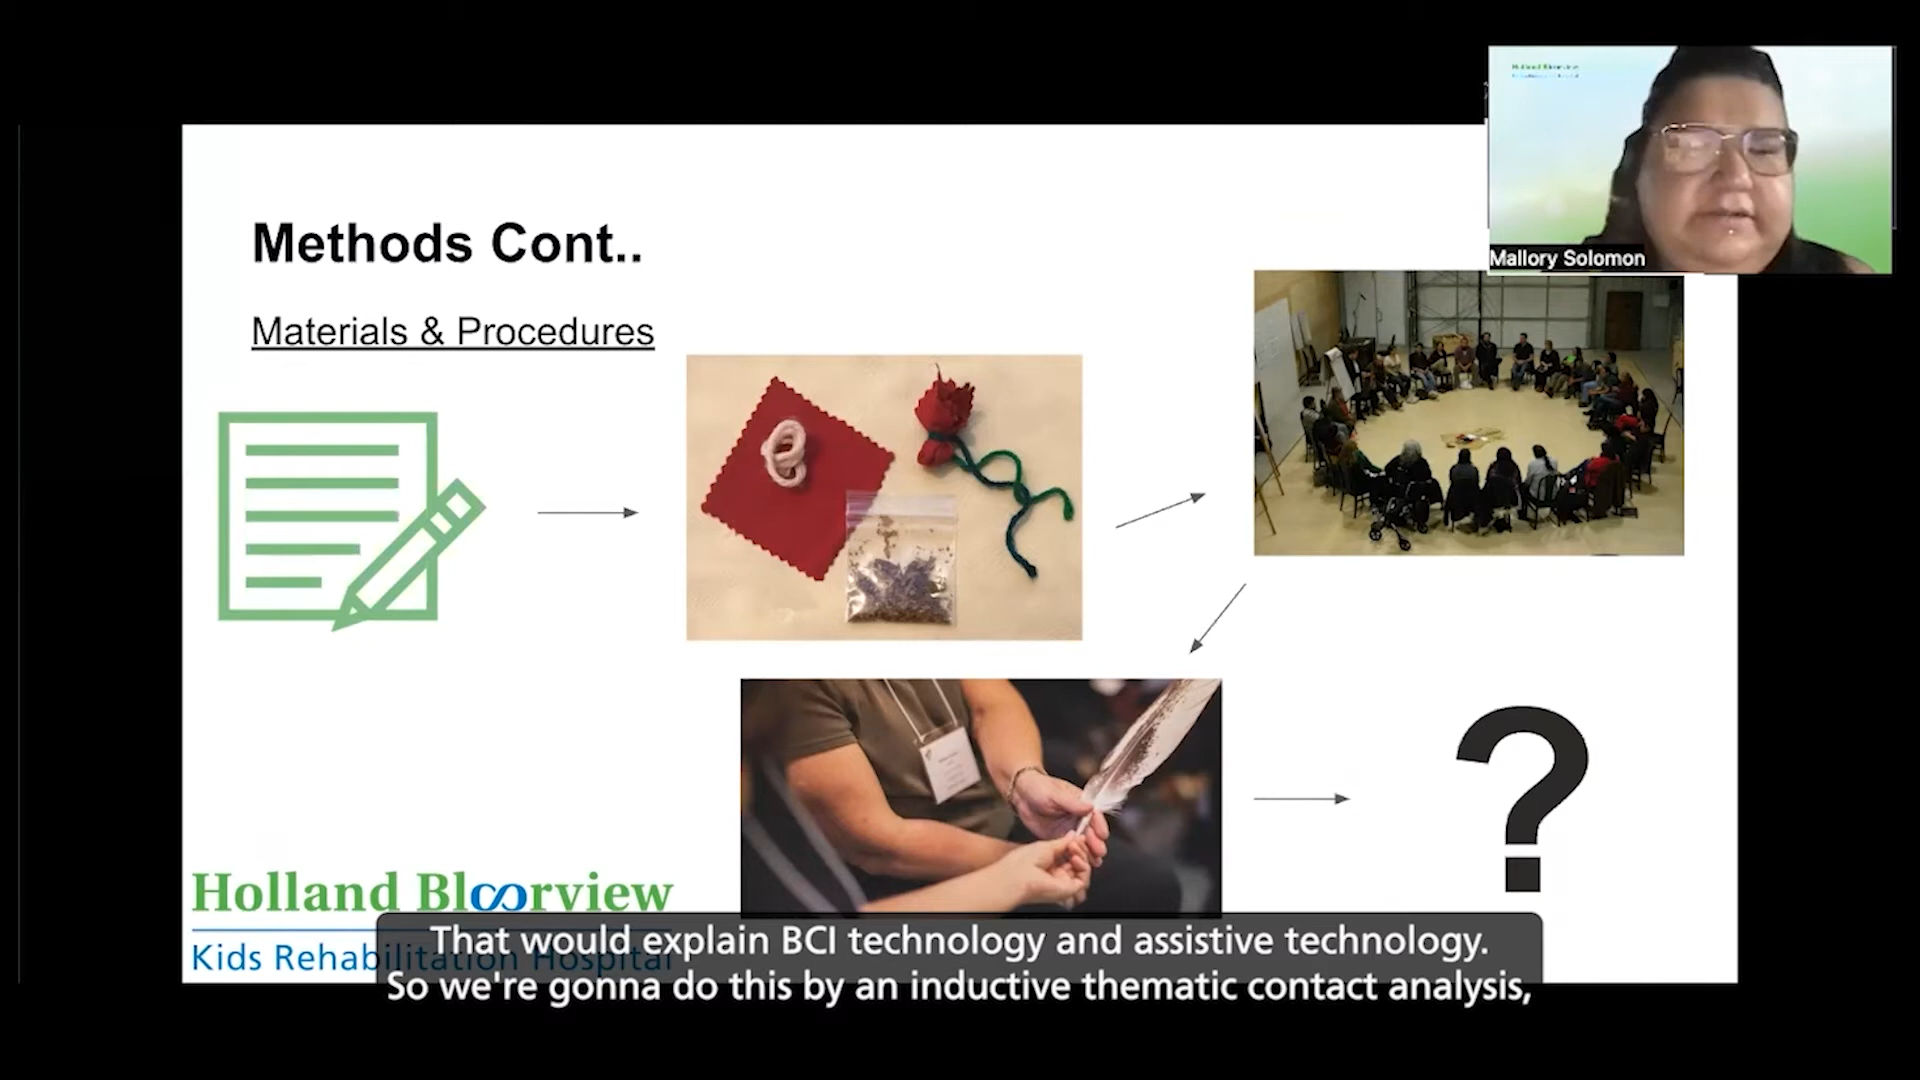 Mallory Solomon
Methods Cont..
Materials & Procedures
Holland Bloorview
Kids Rehabilitation Hospital
That would explain BCI technology and assistive technology.
So we're gonna do this by an inductive thematic contact analysis,